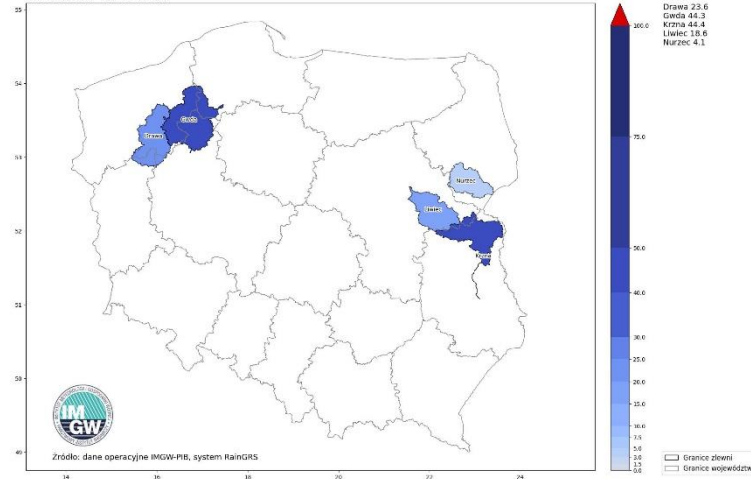 Drawa 23.6
Gwda 44.3
Krzna 44.4
Liwiec 18.6
Nurzec 4.1
55
54
53
52
51
50
49
14
16
18
20
22
24
Drawa
Gwda
Nurzec
Liwiec
Krzna
100.0
75.0
50.0
40.0
30.0
25.0
20.0
15.0
10.0
7.5
5.0
3.0
1.5
0.0
IM
GW
Źródło: dane operacyjne IMGW-PIB, system RainGRS
Granice zlewni
Granice województw